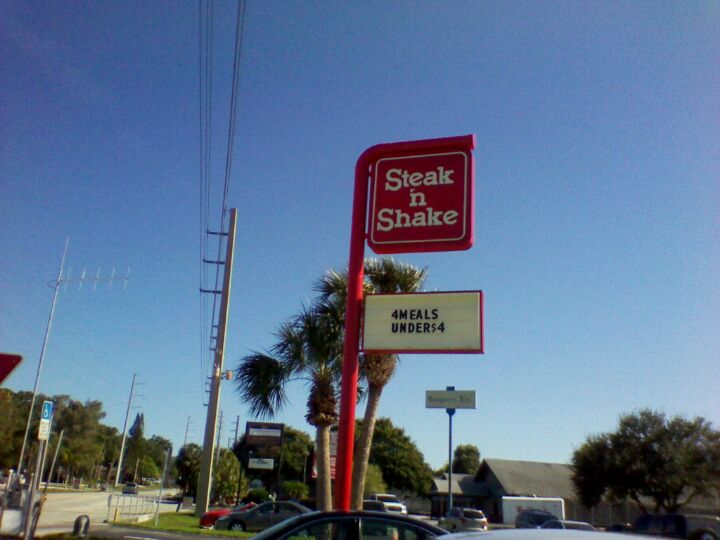 Steak
'n
Shake
4MEALS
UNDER$4